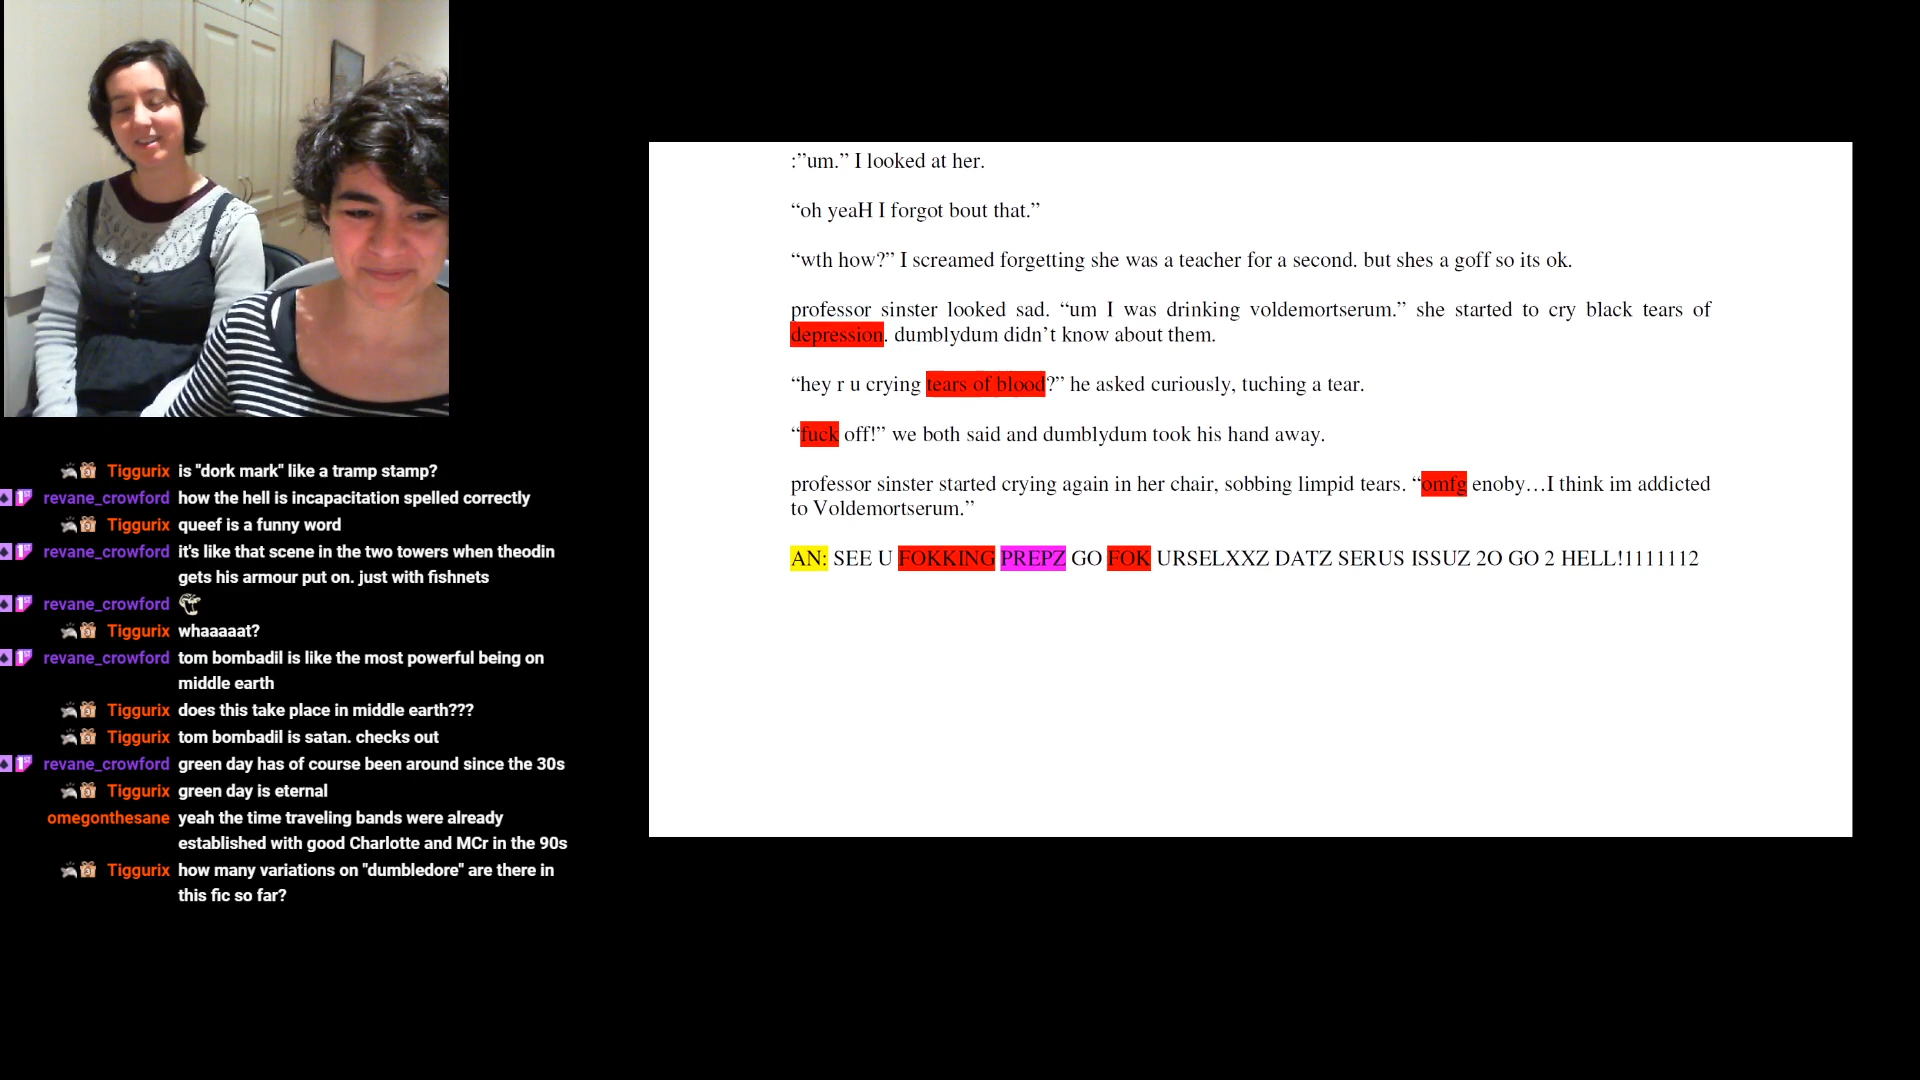 Tiggurix is "dork mark" like a tramp stamp?
revane_crowford how the hell is incapacitation spelled correctly
Tiggurix queef is a funny word
revane_crowford it's like that scene in the two towers when theodin
gets his armour put on. just with fishnets
revane_crowford
Tiggurix whaaaaat?
revane_crowford tom bombadil is like the most powerful being on
middle earth
Tiggurix does this take place in middle earth???
Tiggurix tom bombadil is satan. checks out
revane_crowford green day has of course been around since the 30s
Tiggurix green day is eternal
omegonthesane yeah the time traveling bands were already
established with good Charlotte and MCr in the 90s
Tiggurix how many variations on "dumbledore" are there in
this fic so far?
:”um.” I looked at her.
“oh yeaH I forgot bout that.”
“wth how?” I screamed forgetting she was a teacher for a second. but shes a goff so its ok.
professor sinster looked sad. “um I was drinking voldemortserum.” she started to cry black tears of
depression. dumblydum didn’t know about them.
“hey r u crying tears of blood?” he asked curiously, tuching a tear.
“fuck off!” we both said and dumblydum took his hand away.
professor sinster started crying again in her chair, sobbing limpid tears. “omfg enoby…I think im addicted
to Voldemortserum.”
AN: SEE U FOKKING PREPZ GO FOK URSELXXZ DATZ SERUS ISSUZ 2O GO 2 HELL!1111112